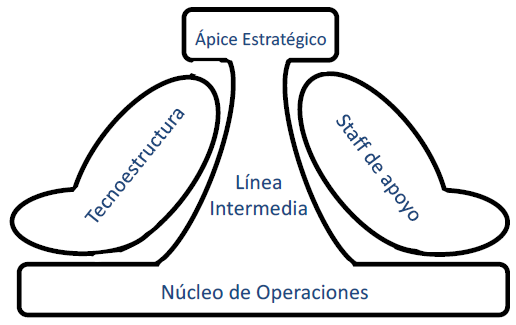 Ápice Estratégico
Tecnoestructura
Línea
Intermedia
Staff de apoyo
Núcleo de Operaciones